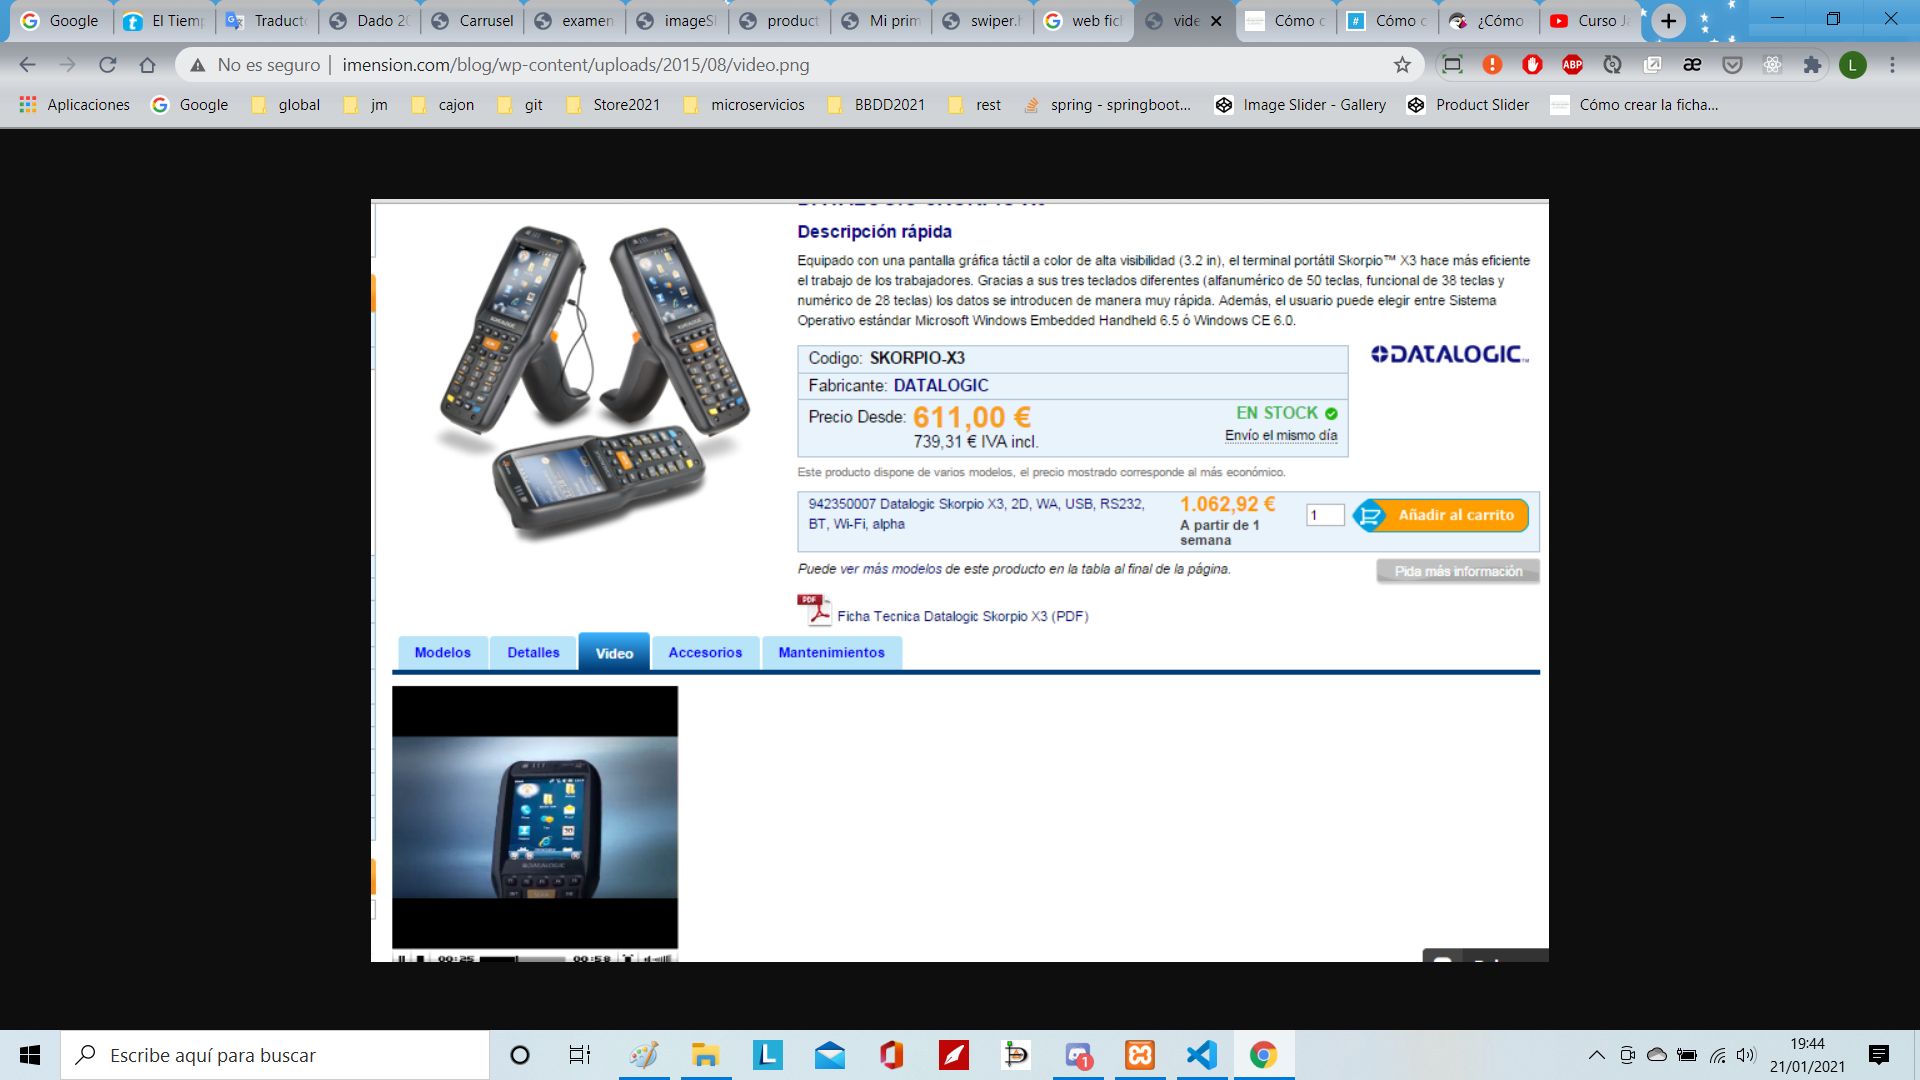 Google
El Tiemp
Traducto
Dado 20
Carrusel
examen
imageSl
product
Mi prim
swiper.h
web fich
vide
Cómo c
Cómo c
¿Cómo
Curso Ja
No es seguro | imension.com/blog/wp-content/uploads/2015/08/video.png
ABP
æ
L
Aplicaciones
Google
global
jm
cajon
git
Store2021
microservicios
BBDD2021
rest
spring - springboot...
Image Slider - Gallery
Product Slider
Cómo crear la ficha...
Descripción rápida
Equipado con una pantalla gráfica táctil a color de alta visibilidad (3.2 in), el terminal portátil Skorpio™ X3 hace más eficiente
el trabajo de los trabajadores. Gracias a sus tres teclados diferentes (alfanumérico de 50 teclas, funcional de 38 teclas y
numérico de 28 teclas) los datos se introducen de manera muy rápida. Además, el usuario puede elegir entre Sistema
Operativo estándar Microsoft Windows Embedded Handheld 6.5 ó Windows CE 6.0.
Codigo: SKORPIO-X3
DATALOGIC™
Fabricante: DATALOGIC
Precio Desde: 611,00 €
EN STOCK
739,31 € IVA incl.
Envío el mismo día
Este producto dispone de varios modelos, el precio mostrado corresponde al más económico.
942350007 Datalogic Skorpio X3, 2D, WA, USB, RS232,
BT, Wi-Fi, alpha
1.062,92 €
A partir de 1
semana
1
Añadir al carrito
Puede ver más modelos de este producto en la tabla al final de la página.
Pida más información
PDF
Ficha Tecnica Datalogic Skorpio X3 (PDF)
Modelos
Detalles
Video
Accesorios
Mantenimientos
DATALOGIC
00:25
00:58
Escribe aquí para buscar
L
1
19:44
21/01/2021